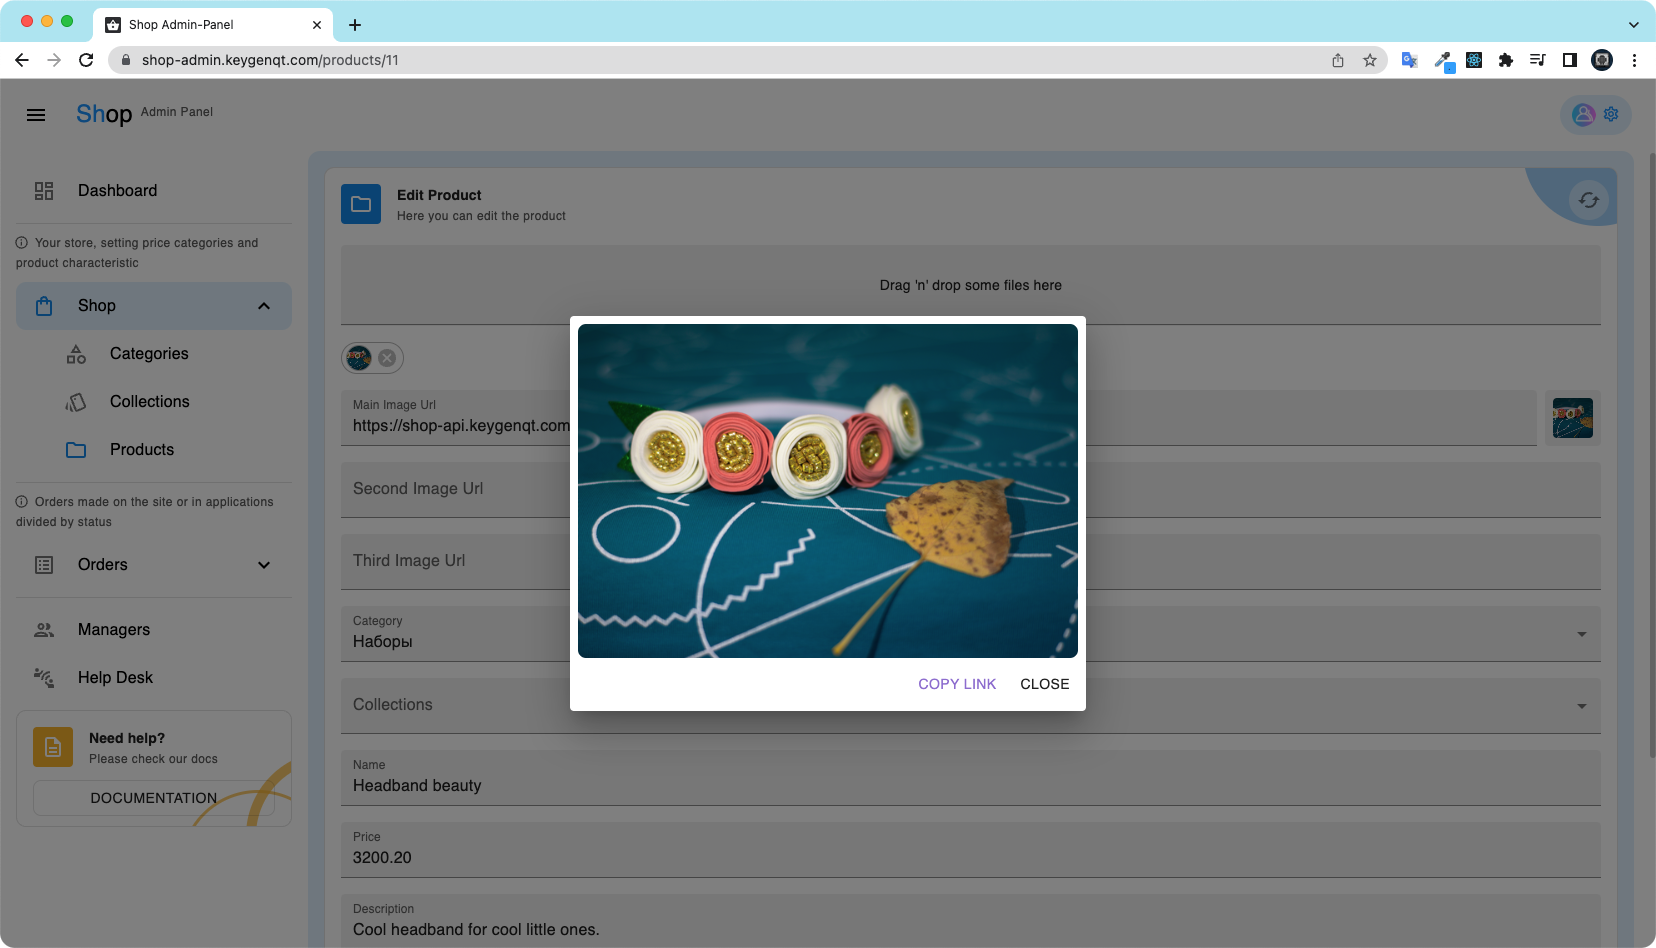 Shop Admin-Panel
shop-admin.keygenqt.com/products/11
Shop Admin Panel
Dashboard
Your store, setting price categories and
product characteristic
Shop
Categories
Collections
Products
Orders made on the site or in applications
divided by status
Orders
Managers
Help Desk
Need help?
Please check our docs
DOCUMENTATION
Edit Product
Here you can edit the product
Drag 'n' drop some files here
Main Image Url
https://shop-api.keygenqt.com
Second Image Url
Third Image Url
Category
Наборы
Collections
Name
Headband beauty
Price
3200.20
Description
Cool headband for cool little ones.
COPY LINK CLOSE